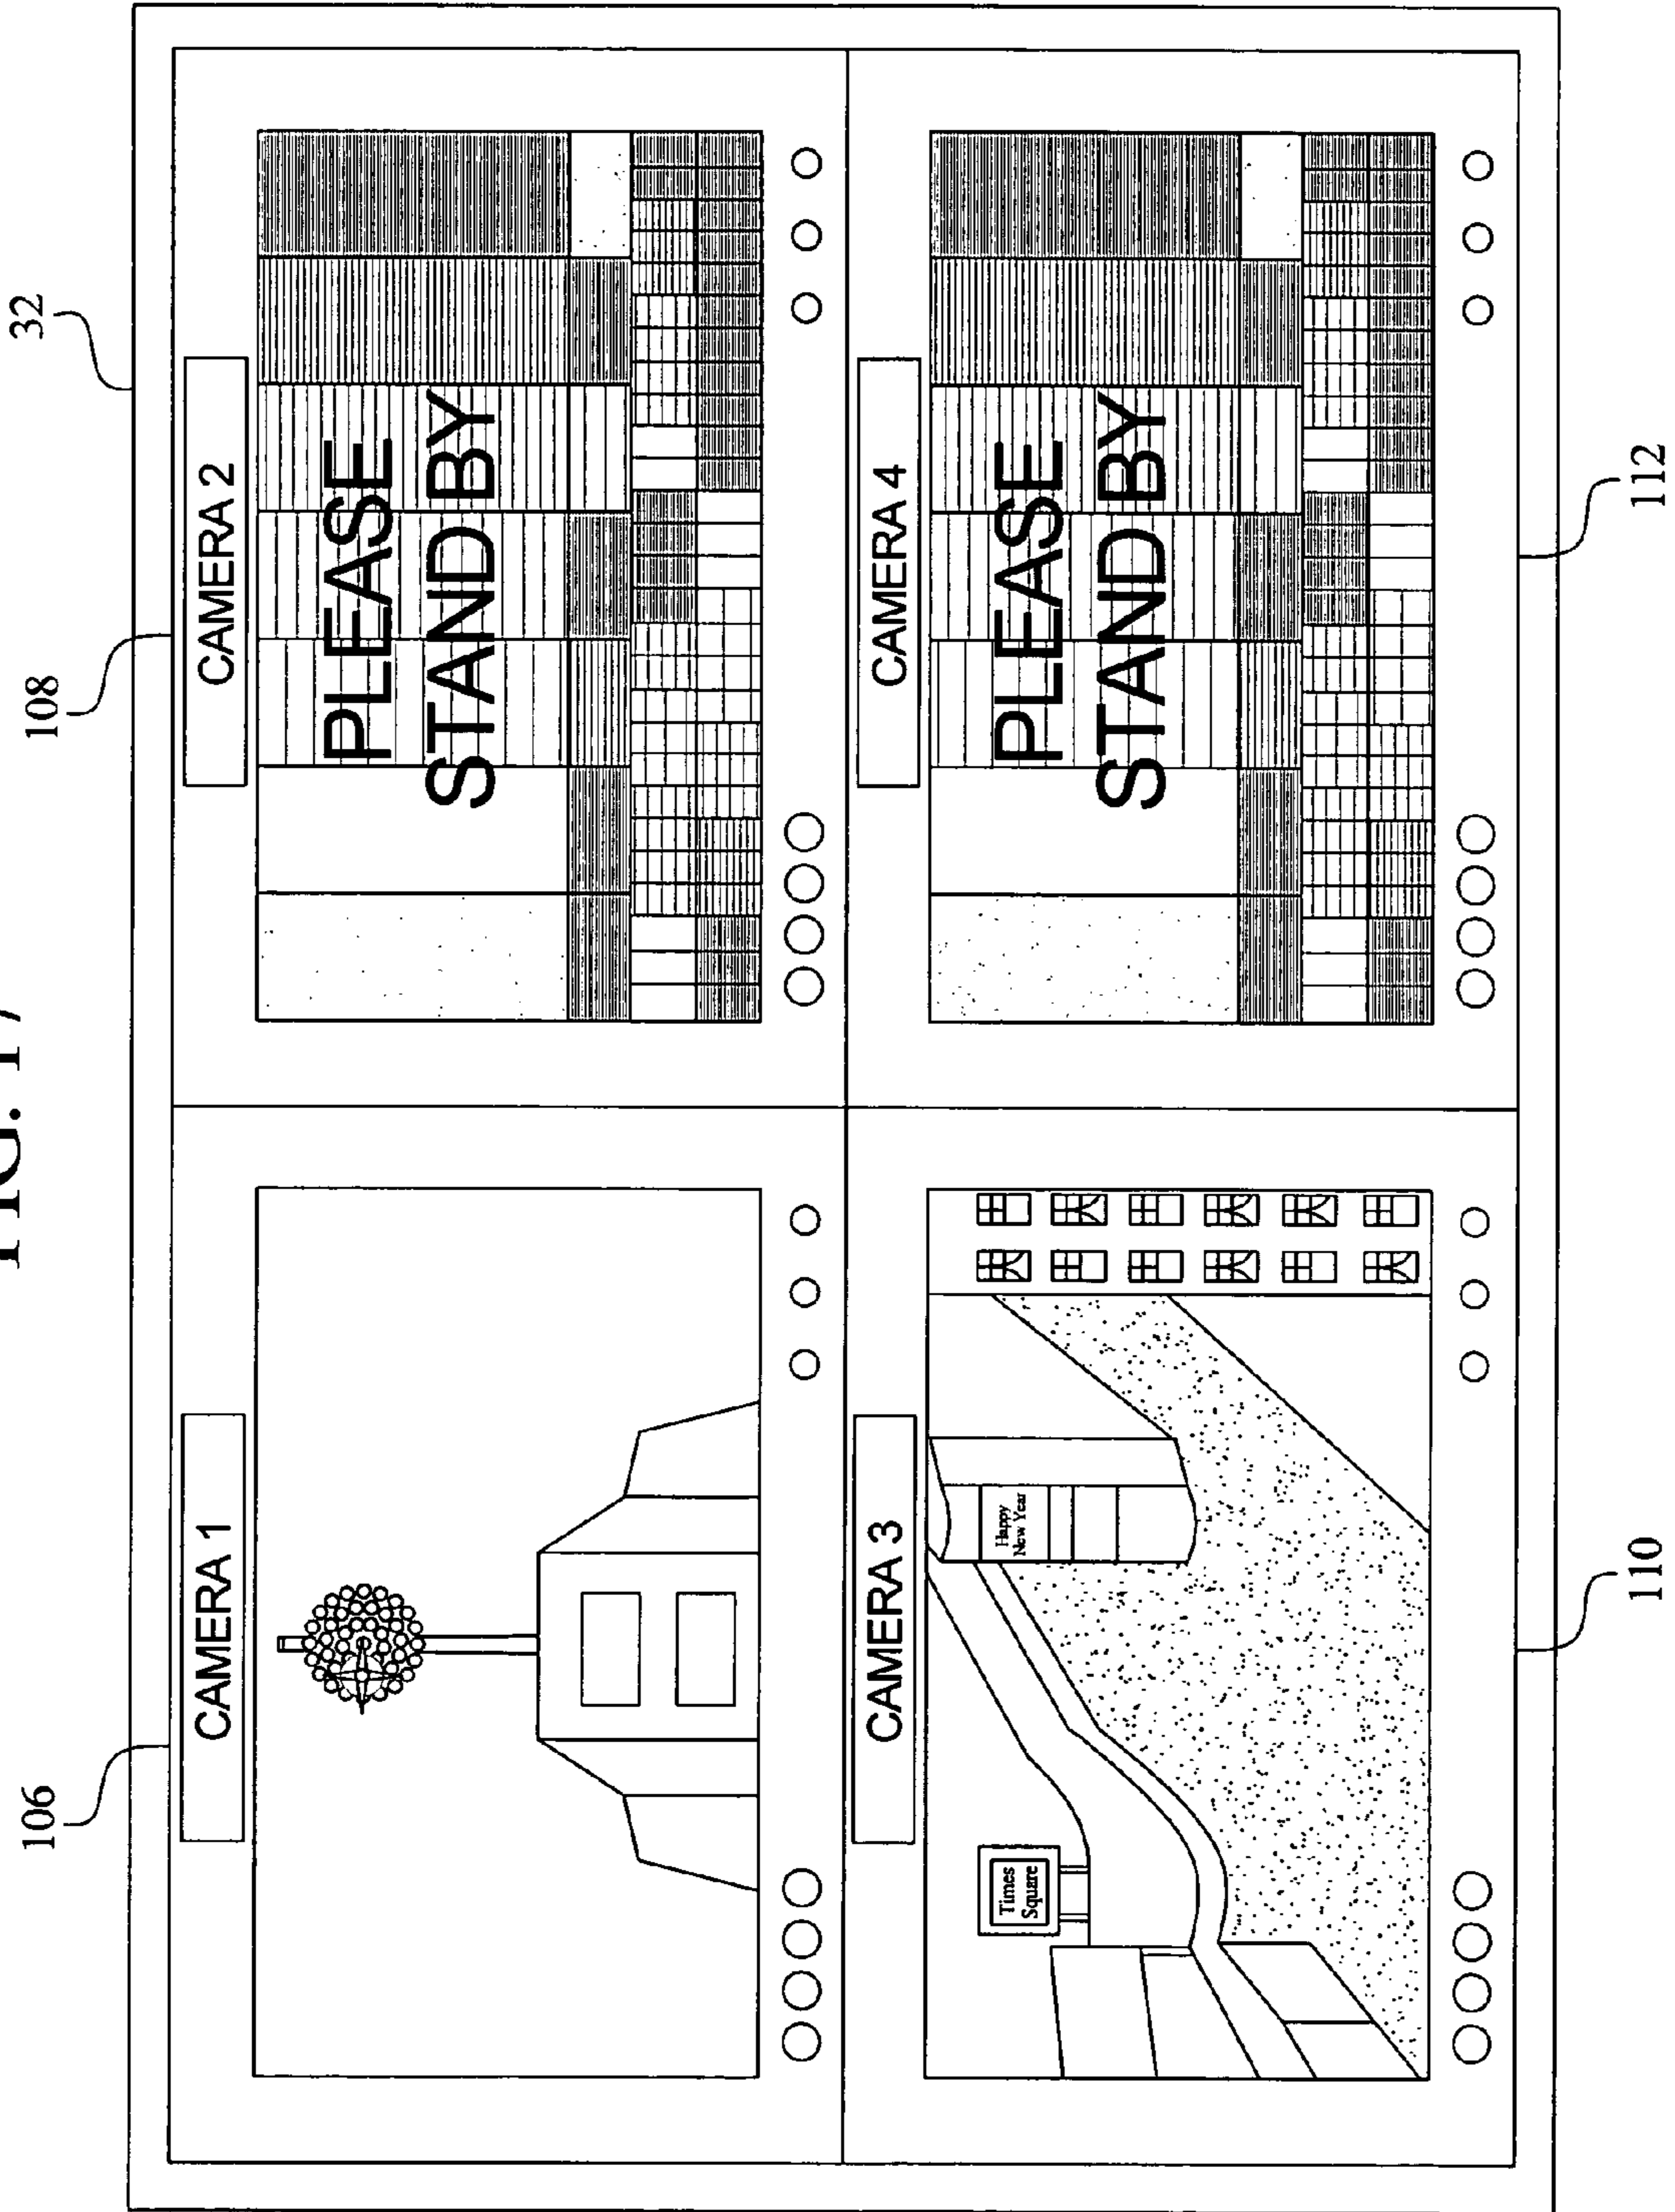 FIG. 17
106
108
32
CAMERA 1
CAMERA 2
PLEASE
STAND BY
CAMERA 3
Times
Square
Happy
New Year
CAMERA 4
PLEASE
STAND BY
110
112